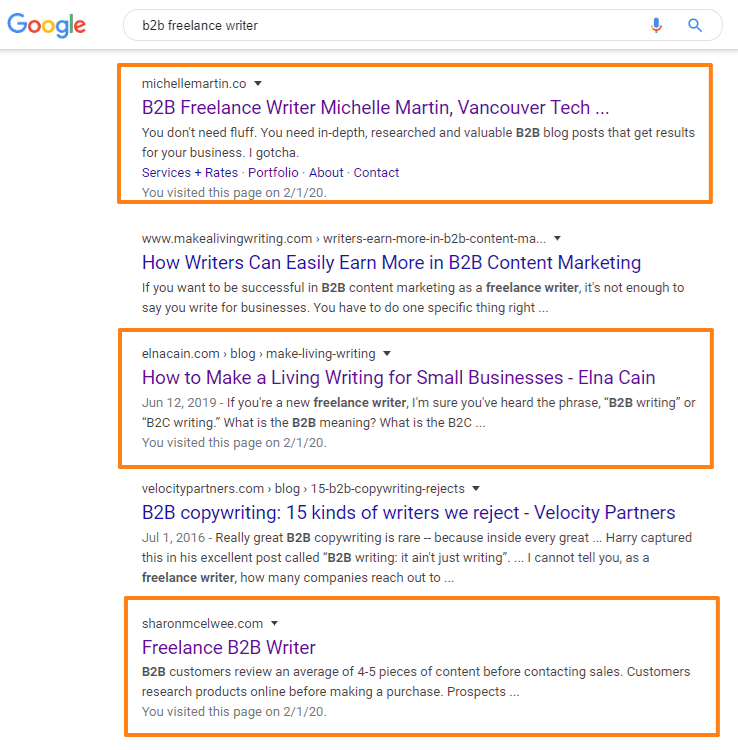 Google
b2b freelance writer
michellemartin.co
B2B Freelance Writer Michelle Martin, Vancouver Tech ...
You don't need fluff. You need in-depth, researched and valuable B2B blog posts that get results
for your business. I gotcha.
Services + Rates · Portfolio · About · Contact
You visited this page on 2/1/20.
www.makealivingwriting.com › writers-earn-more-in-b2b-content-ma...
How Writers Can Easily Earn More in B2B Content Marketing
If you want to be successful in B2B content marketing as a freelance writer, it's not enough to
say you write for businesses. You have to do one specific thing right ...
elnacain.com › blog › make-living-writing
How to Make a Living Writing for Small Businesses - Elna Cain
Jun 12, 2019 - If you're a new freelance writer, I'm sure you've heard the phrase, “B2B writing” or
“B2C writing.” What is the B2B meaning? What is the B2C ...
You visited this page on 2/1/20.
velocitypartners.com › blog › 15-b2b-copywriting-rejects
B2B copywriting: 15 kinds of writers we reject - Velocity Partners
Jul 1, 2016 - Really great B2B copywriting is rare -- because inside every great ... Harry captured
this in his excellent post called “B2B writing: it ain't just writing”. ... I cannot tell you, as a
freelance writer, how many companies reach out to ...
sharonmcelwee.com
Freelance B2B Writer
B2B customers review an average of 4-5 pieces of content before contacting sales. Customers
research products online before making a purchase. Prospects ...
You visited this page on 2/1/20.